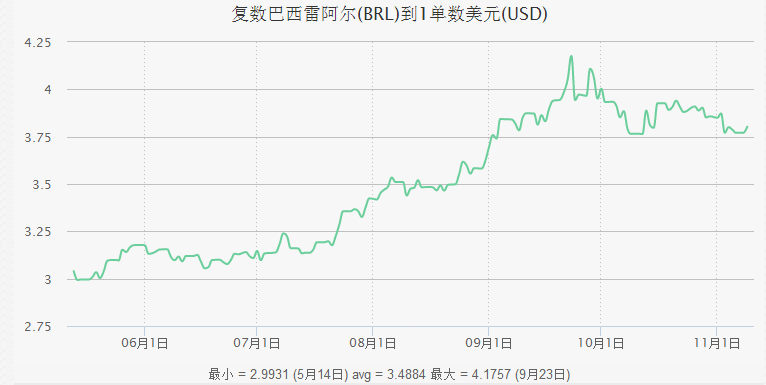 复数巴西雷阿尔(BRL)到1单数美元(USD)
4.25
4
3.75
3.5
3.25
3
2.75
06月1日 07月1日 08月1日 09月1日 10月1日 11月1日
最小 = 2.9931 (5月14日) avg = 3.4884 最大 = 4.1757 (9月23日)